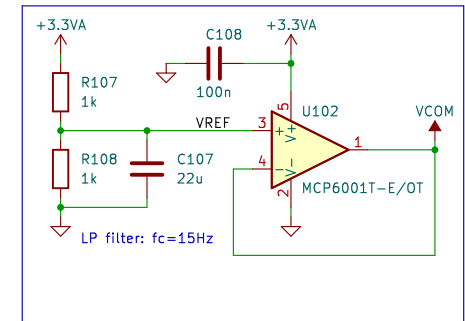 +3.3VA
+3.3VA
C108
100n
R107
1k
U102
VCOM
5
VREF
3
+
V+
1
R108
1k
C107
22u
4
-
V-
2
MCP6001T-E/OT
LP filter: fc=15Hz